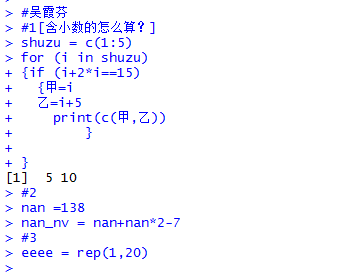 > #吴霞芬
> #1[含小数的怎么算？]
> shuzu = c(1:5)
> for (i in shuzu)
+ {if (i+2*i==15)
+   {甲=i
+   乙=i+5
+     print(c(甲,乙))
+         }
+
+ }
[1]  5 10
> #2
> nan =138
> nan_nv = nan+nan*2-7
> #3
> eeee = rep(1,20)
>